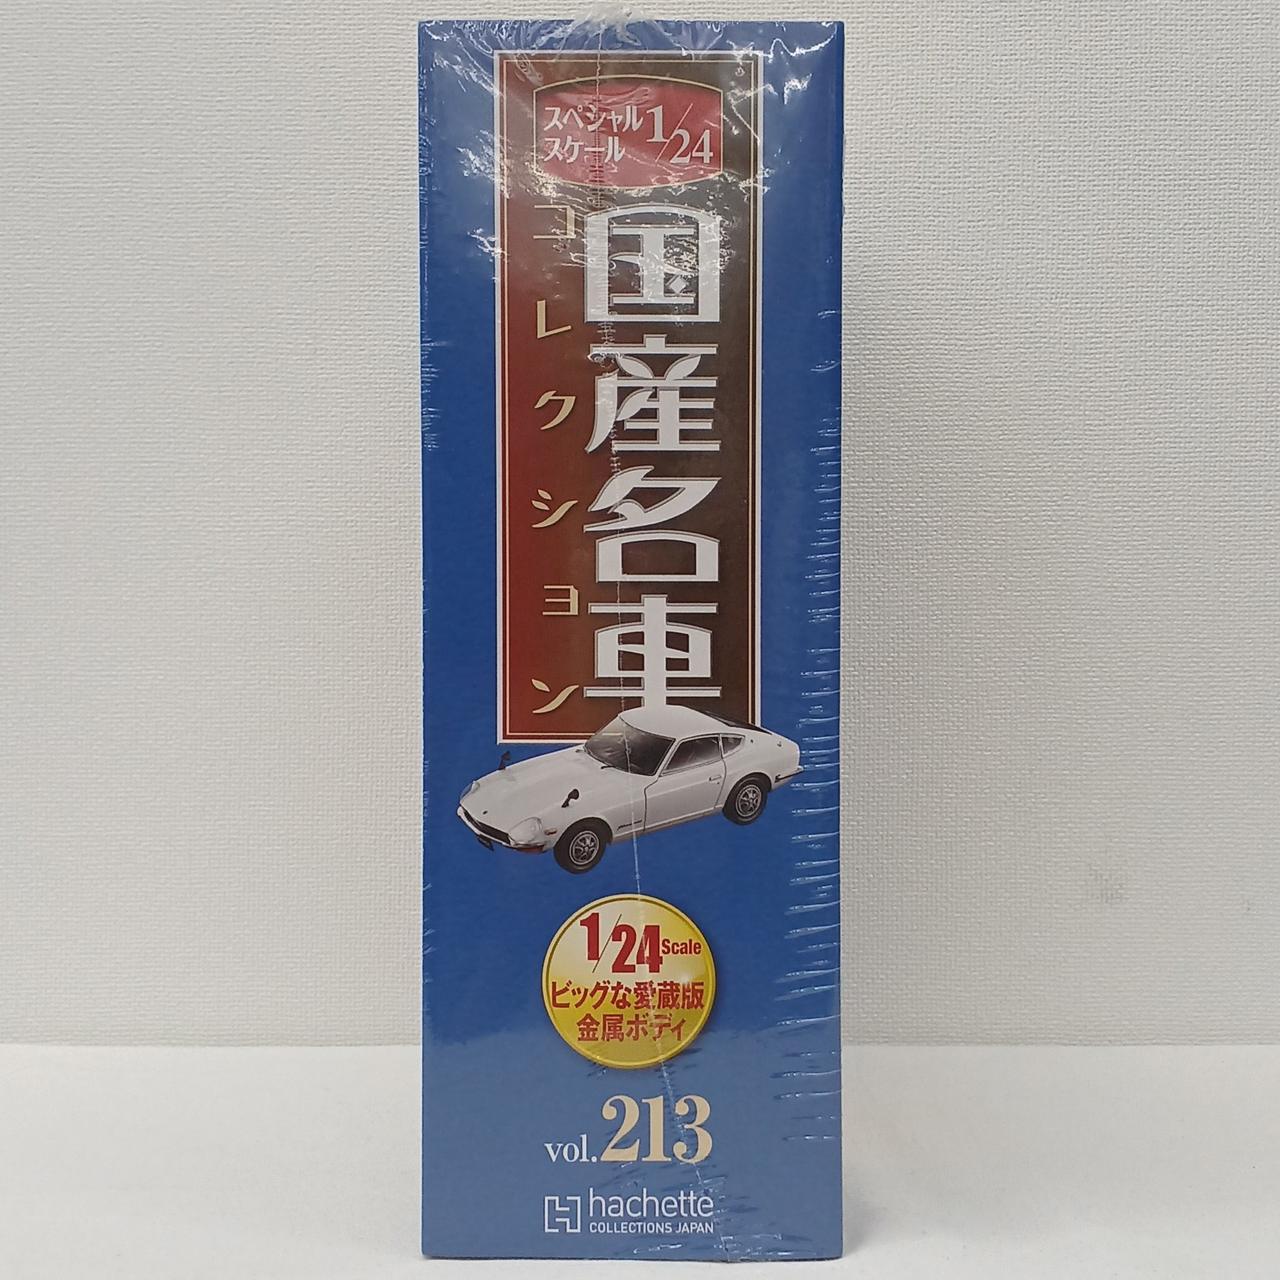 スペシャル
スケール
1/24
国産名車
コレクション
1/24 Scale
ビッグな愛蔵版
金属ボディ
vol.213
hachette
COLLECTIONS JAPAN